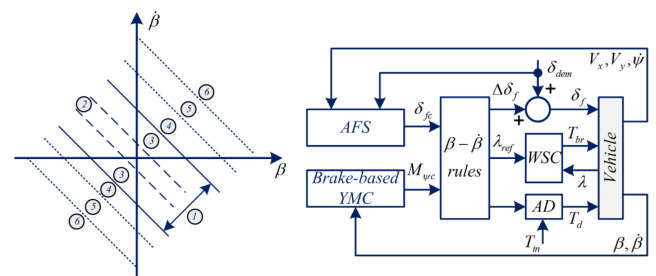 β̇
β
6
5
4
3
2
3
4
5
6
1
V_x, V_y, ψ̇
δ_dem
Δδ_f
+
+
δ_f
AFS
δ_fc
β − β̇
rules
λ_ref
WSC
T_br
λ
Vehicle
Brake-based
YMC
M_ψc
AD
T_d
T_in
β, β̇